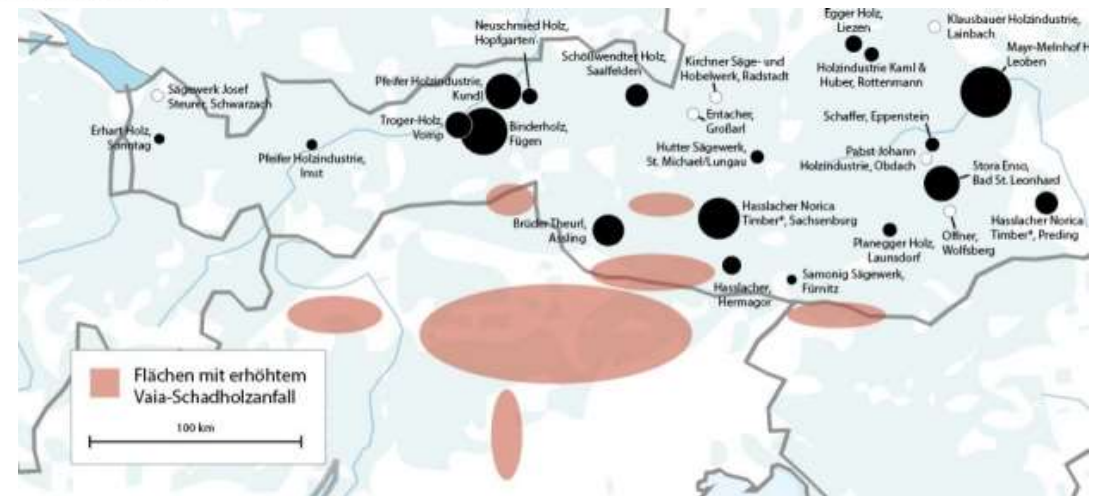 Neuschmied Holz,
Hopfgarten
Egger Holz,
Liezen
Klausbauer Holzindustrie,
Lainbach
Schößwendter Holz,
Saalfelden
Kirchner Säge- und
Hobelwerk, Radstadt
Holzindustrie Kaml &
Huber, Rottenmann
Mayr-Melnhof H
Leoben
Sägewerk Josef
Steurer, Schwarzach
Pfeifer Holzindustrie,
Kundl
Entacher,
Großarl
Schaffer, Eppenstein
Erhart Holz,
Sonntag
Troger-Holz,
Vomp
Binderholz,
Fügen
Pfeifer Holzindustrie,
Imst
Hutter Sägewerk,
St. Michael/Lungau
Pabst Johann
Holzindustrie, Obdach
Stora Enso,
Bad St. Leonhard
Brüder Theurl,
Assling
Hasslacher Norica
Timber*, Sachsenburg
Planegger Holz,
Launsdorf
Offner,
Wolfsberg
Hasslacher Norica
Timber*, Preding
Hasslacher,
Hermagor
Samonig Sägewerk,
Fürnitz
Flächen mit erhöhtem
Vaia-Schadholzanfall
100 km